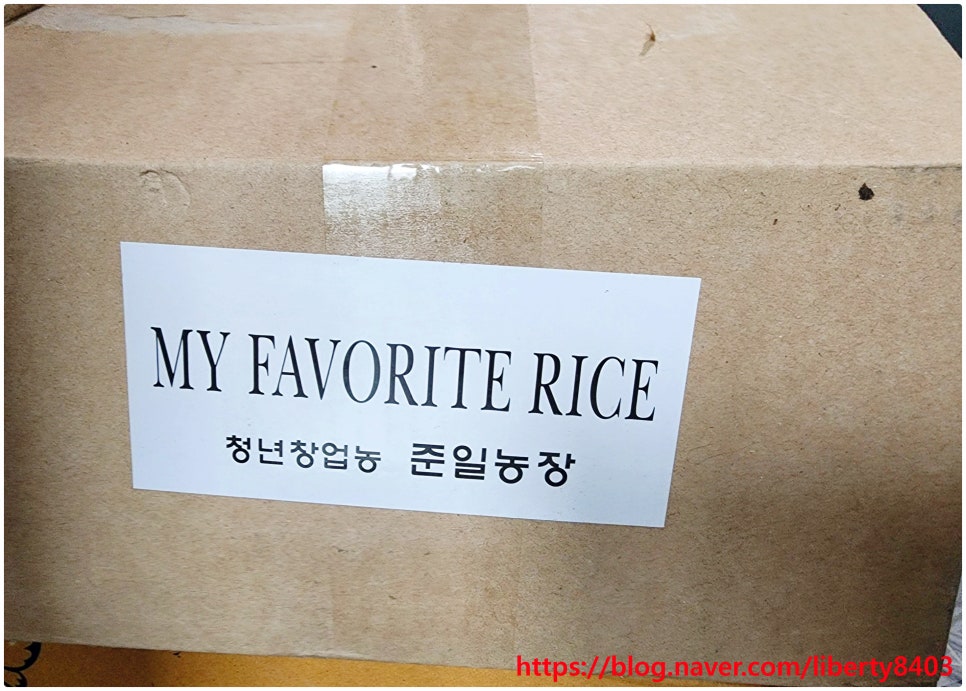 MY FAVORITE RICE
청년창업농 준일농장
https://blog.naver.com/liberty8403